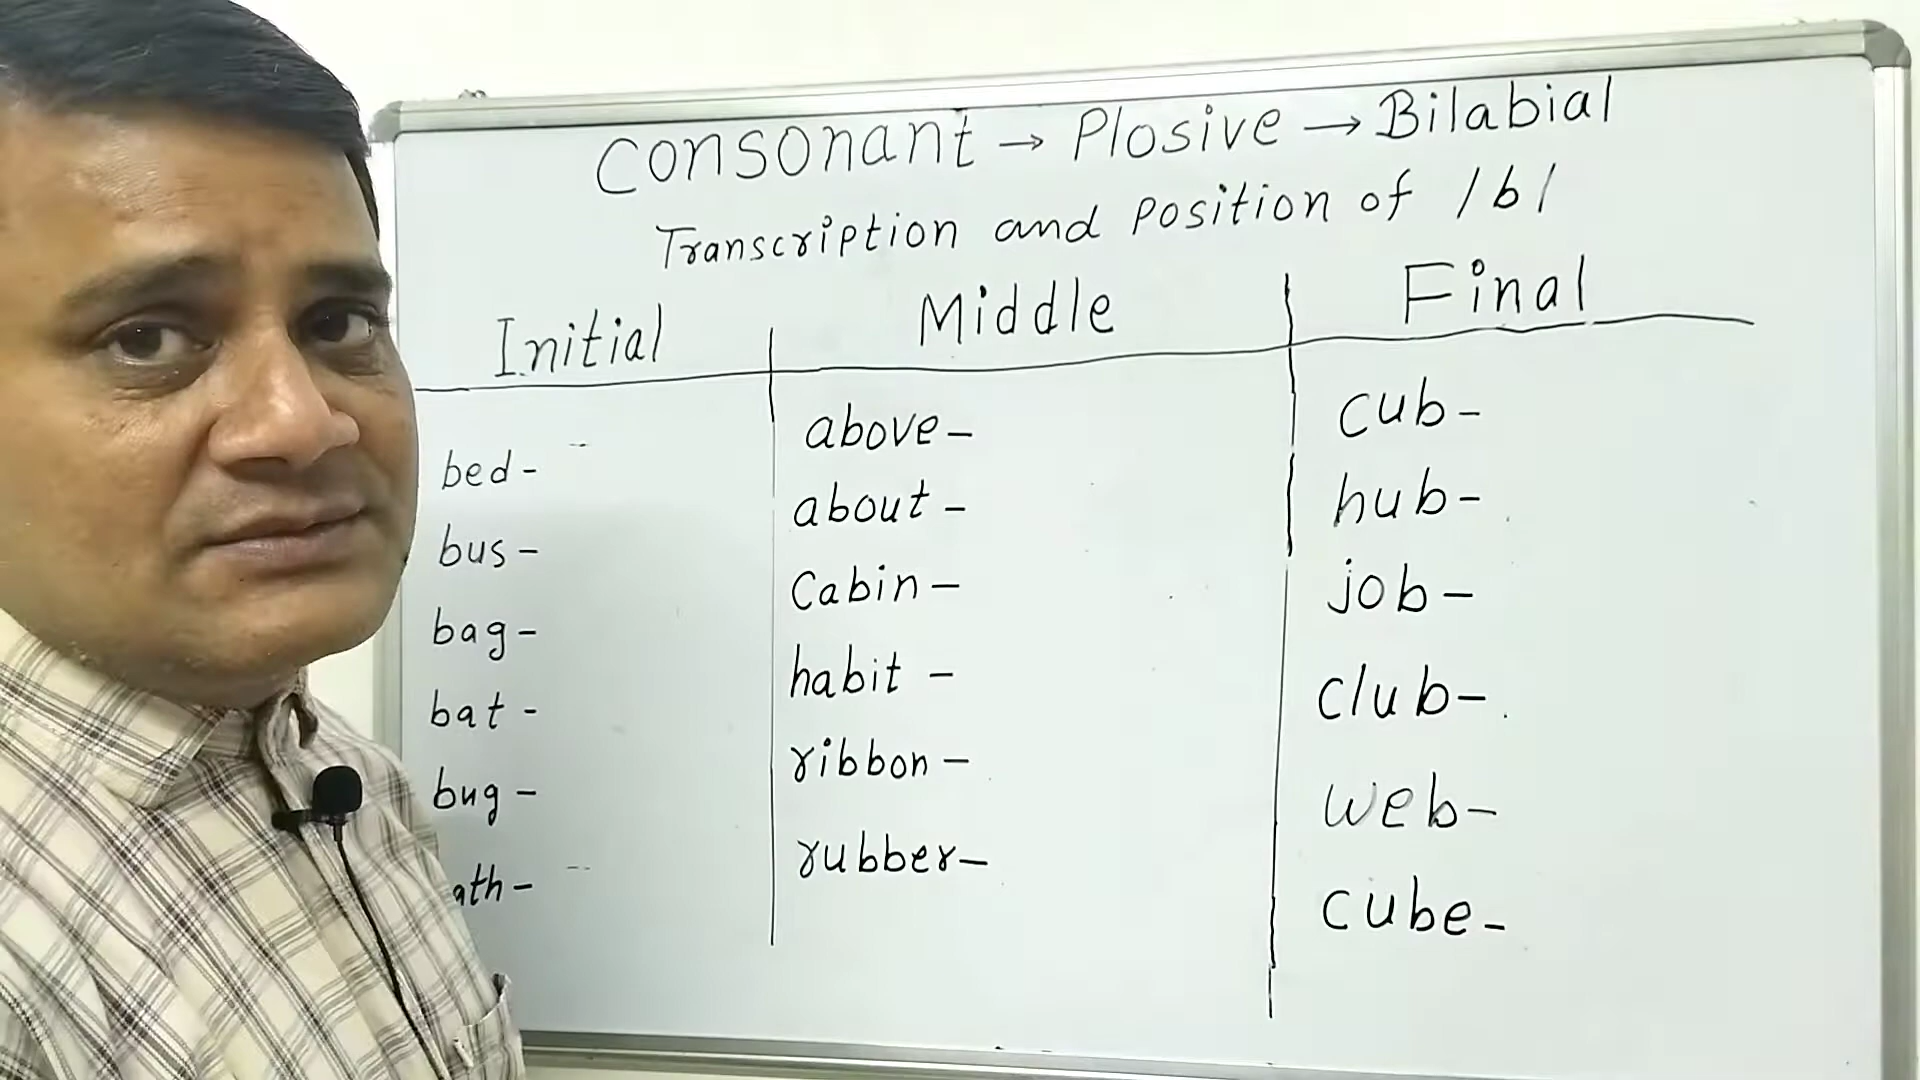 Consonant → Plosive → Bilabial
Transcription and Position of /b/
Initial Middle Final
bed-
bus-
bag-
bat-
bug-
ath-
above-
about-
Cabin-
habit-
ribbon-
rubber-
cub-
hub-
job-
club-
web-
cube-